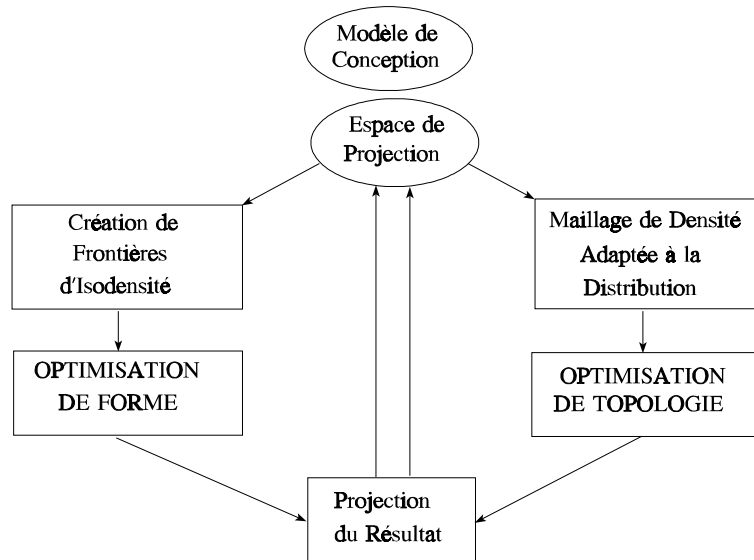 Modèle de
Conception
Espace de
Projection
Création de
Frontières
d'Isodensité
Maillage de Densité
Adaptée à la
Distribution
OPTIMISATION
DE FORME
OPTIMISATION
DE TOPOLOGIE
Projection
du Résultat